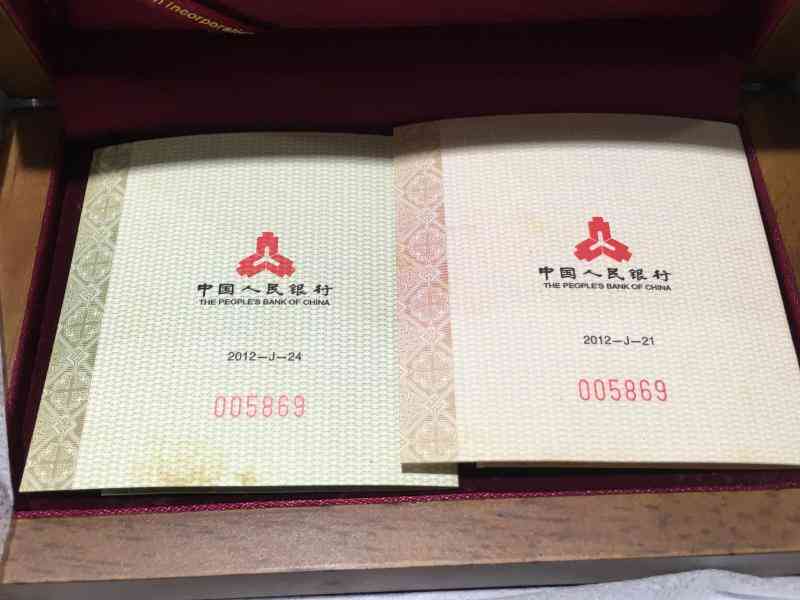 Incorporati
中国人民银行
THE PEOPLE'S BANK OF CHINA
2012-J-24
005869
中国人民银行
THE PEOPLE'S BANK OF CHINA
2012-J-21
005869